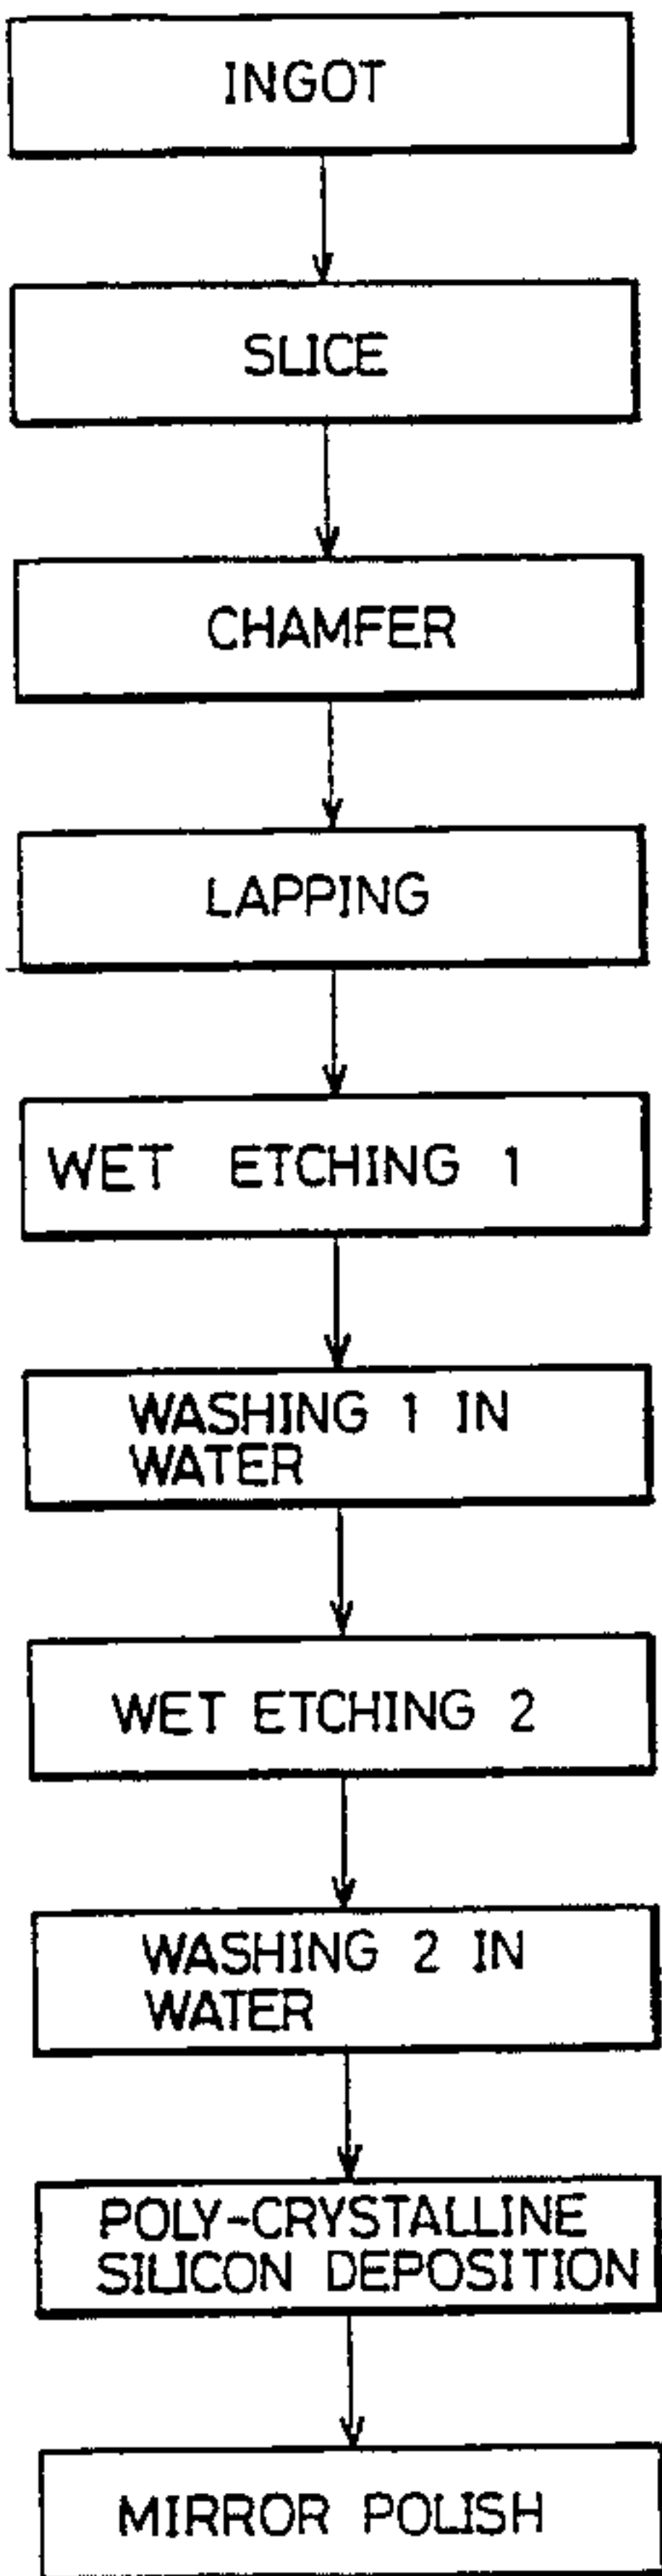 INGOT
SLICE
CHAMFER
LAPPING
WET ETCHING 1
WASHING 1 IN
WATER
WET ETCHING 2
WASHING 2 IN
WATER
POLY-CRYSTALLINE
SILICON DEPOSITION
MIRROR POLISH